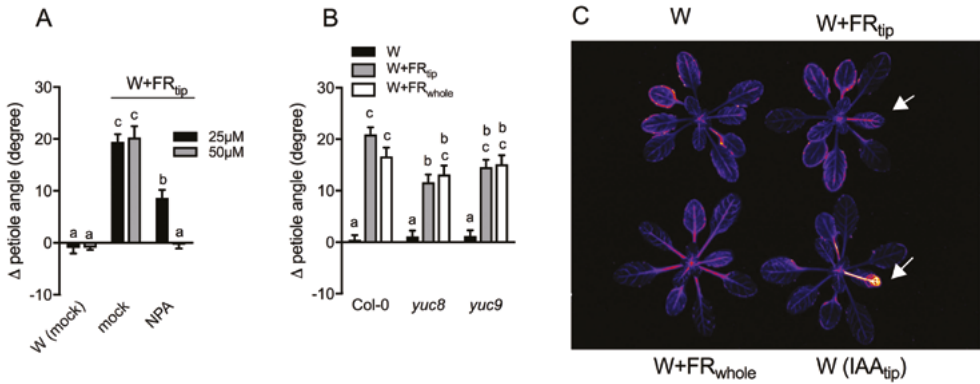 A
W+FRtip
Δ petiole angle (degree)
30
20
10
0
-10
25μM
50μM
a a
c c
b a
W (mock)
mock
NPA
B
W
W+FRtip
W+FRwhole
Δ petiole angle (degree)
30
20
10
0
-10
a c c
a b b c
a b c b c
Col-0
yuc8
yuc9
C
W
W+FRtip
W+FRwhole
W (IAAtip)